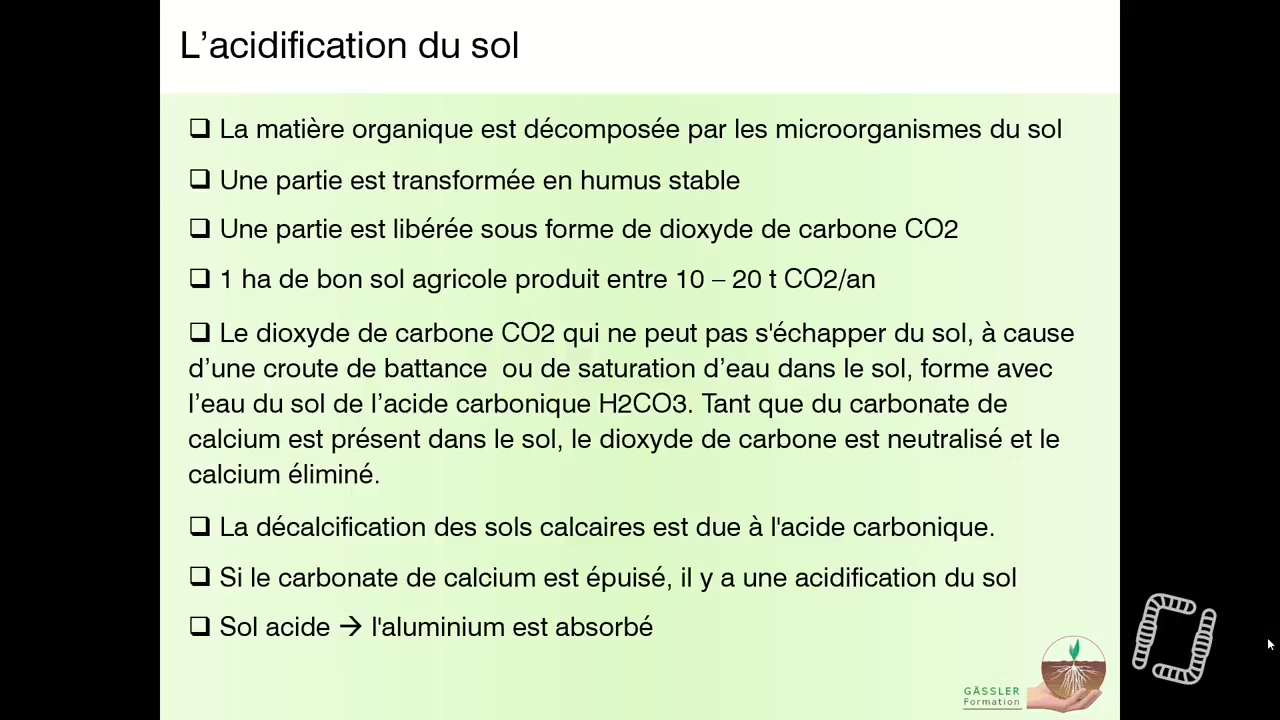 L’acidification du sol
❑ La matière organique est décomposée par les microorganismes du sol
❑ Une partie est transformée en humus stable
❑ Une partie est libérée sous forme de dioxyde de carbone CO2
❑ 1 ha de bon sol agricole produit entre 10 – 20 t CO2/an
❑ Le dioxyde de carbone CO2 qui ne peut pas s'échapper du sol, à cause
d’une croute de battance  ou de saturation d’eau dans le sol, forme avec
l’eau du sol de l’acide carbonique H2CO3. Tant que du carbonate de
calcium est présent dans le sol, le dioxyde de carbone est neutralisé et le
calcium éliminé.
❑ La décalcification des sols calcaires est due à l'acide carbonique.
❑ Si le carbonate de calcium est épuisé, il y a une acidification du sol
❑ Sol acide → l'aluminium est absorbé
GÄSSLER
Formation